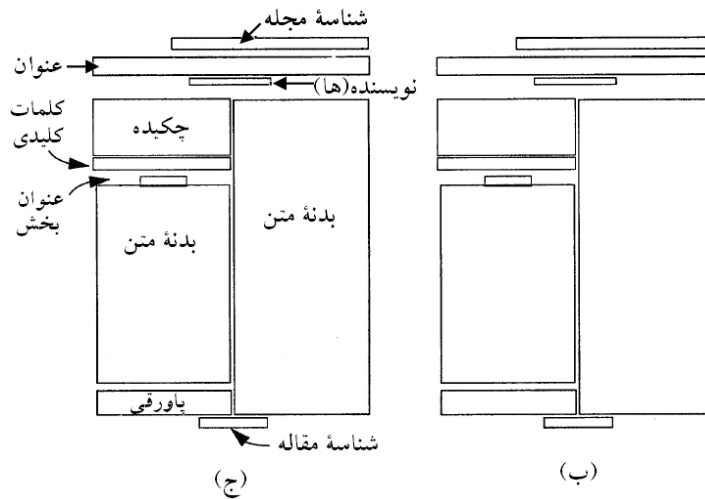 شناسهٔ مجله
عنوان
نویسنده(ها)
کلمات
کلیدی
چکیده
عنوان
بخش
بدنهٔ متن
بدنهٔ متن
پاورقی
شناسهٔ مقاله
(ج)
(ب)